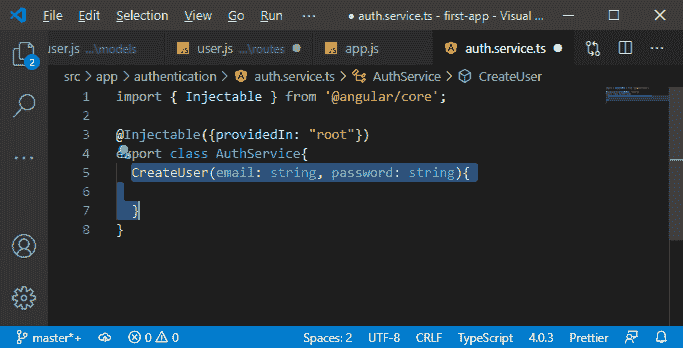 File Edit Selection View Go Run ··· ● auth.service.ts - first-app - Visual ...
user.js ...\models JS user.js ...\routes ● JS app.js auth.service.ts ● ···
src > app > authentication > auth.service.ts > AuthService > CreateUser
2
1 import { Injectable } from '@angular/core';
2
3 @Injectable({providedIn: "root"})
4 export class AuthService{
5 CreateUser(email: string, password: string){
6
7 }
8 }
master*+ 0 0 Spaces: 2 UTF-8 CRLF TypeScript 4.0.3 Prettier